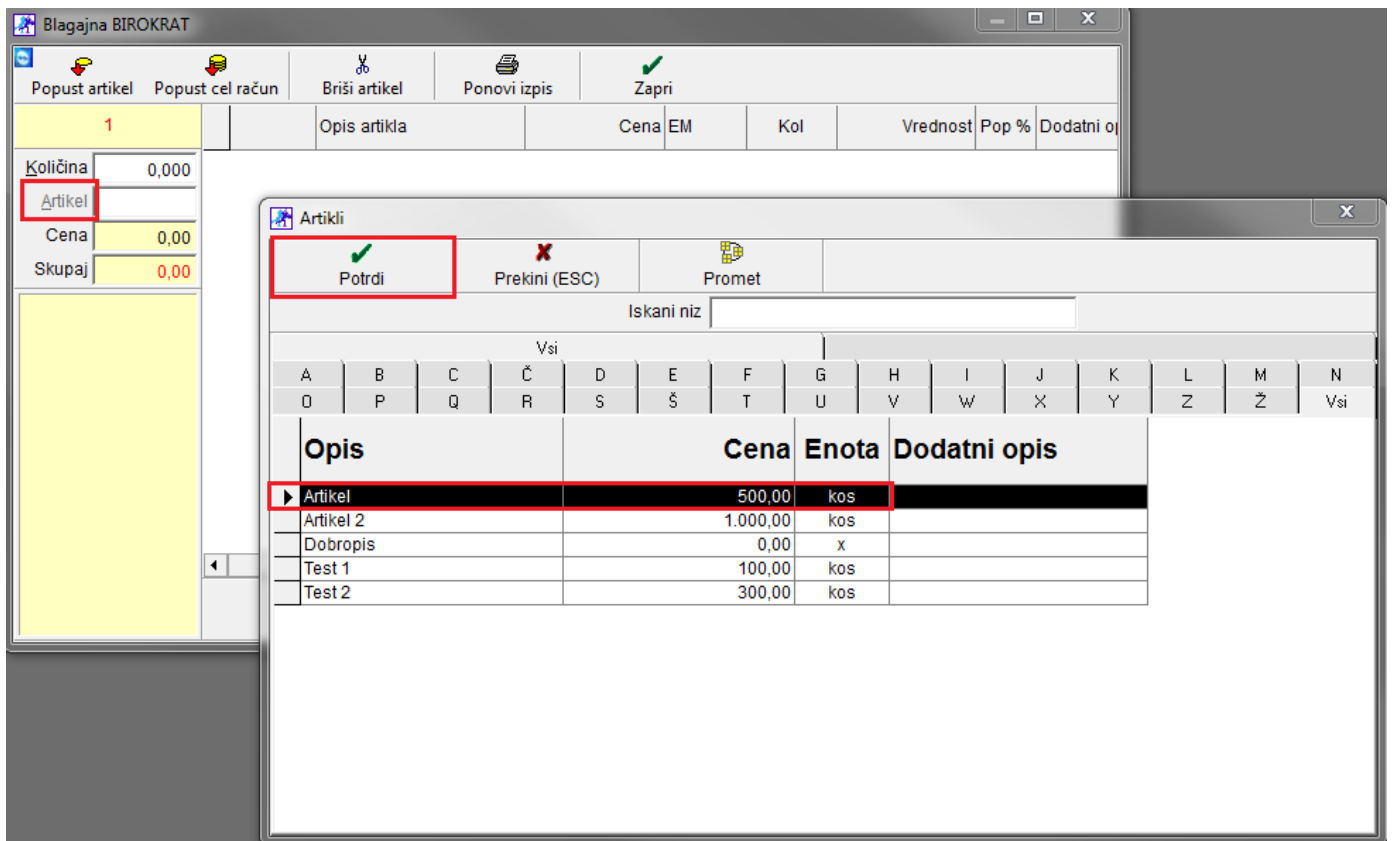 Blagajna BIROKRAT
Popust artikel Popust cel račun Briši artikel Ponovi izpis Zapri
1 Opis artikla Cena EM Kol Vrednost Pop % Dodatni
Količina 0,000
Artikel
Cena 0,00
Skupaj 0,00
Artikli
Potrdi Prekini (ESC) Promet
Iskani niz
Vsi
A B C Č D E F G H I J K L M N
O P Q R S Š T U V W X Y Z Ž Vsi
Opis Cena Enota Dodatni opis
Artikel 500,00 kos
Artikel 2 1.000,00 kos
Dobropis 0,00 x
Test 1 100,00 kos
Test 2 300,00 kos